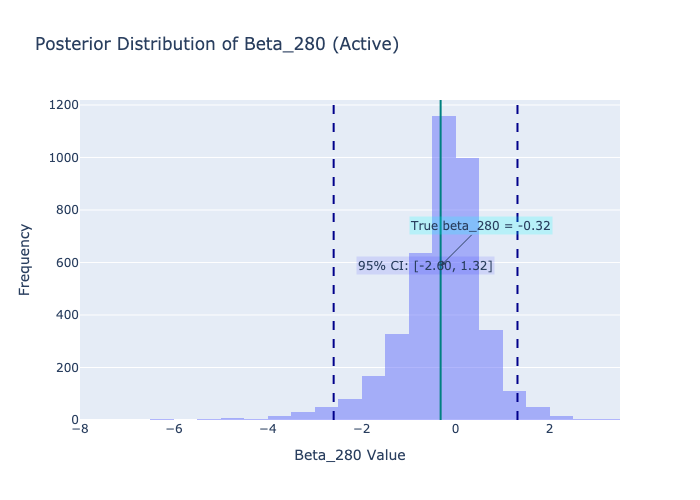 Posterior Distribution of Beta_280 (Active)
1200
1000
800
600
400
200
0
Frequency
True beta_280 = -0.32
95% CI: [-2.60, 1.32]
−8
−6
−4
−2
0
2
Beta_280 Value